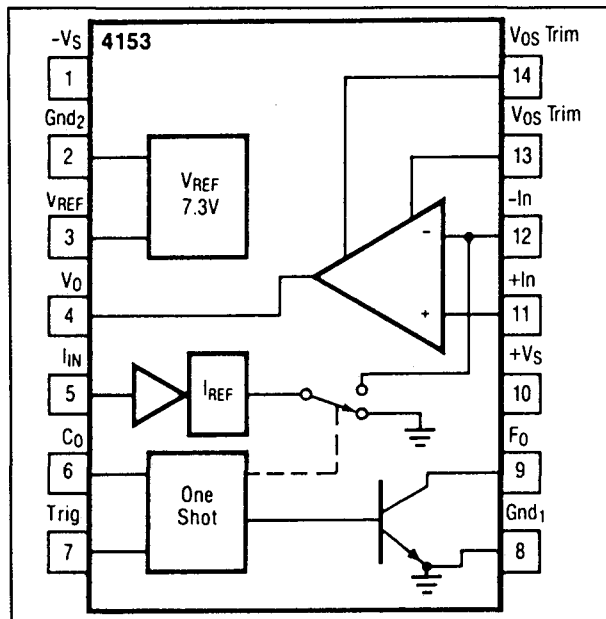 4153
-VS
1
Gnd2
2
VREF
3
VO
4
IIN
5
CO
6
Trig
7
VREF
7.3V
IREF
One
Shot
-
+
VOS Trim
14
VOS Trim
13
-In
12
+In
11
+VS
10
FO
9
Gnd1
8